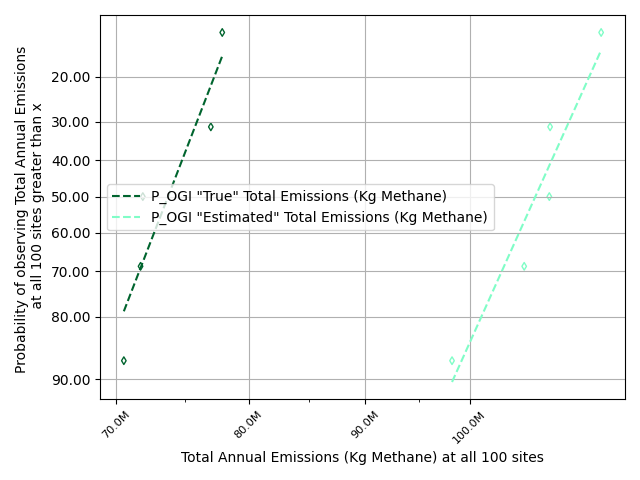 Probability of observing Total Annual Emissions
at all 100 sites greater than x
20.00
30.00
40.00
50.00
60.00
70.00
80.00
90.00
P_OGI "True" Total Emissions (Kg Methane)
P_OGI "Estimated" Total Emissions (Kg Methane)
70.0M
80.0M
90.0M
100.0M
Total Annual Emissions (Kg Methane) at all 100 sites